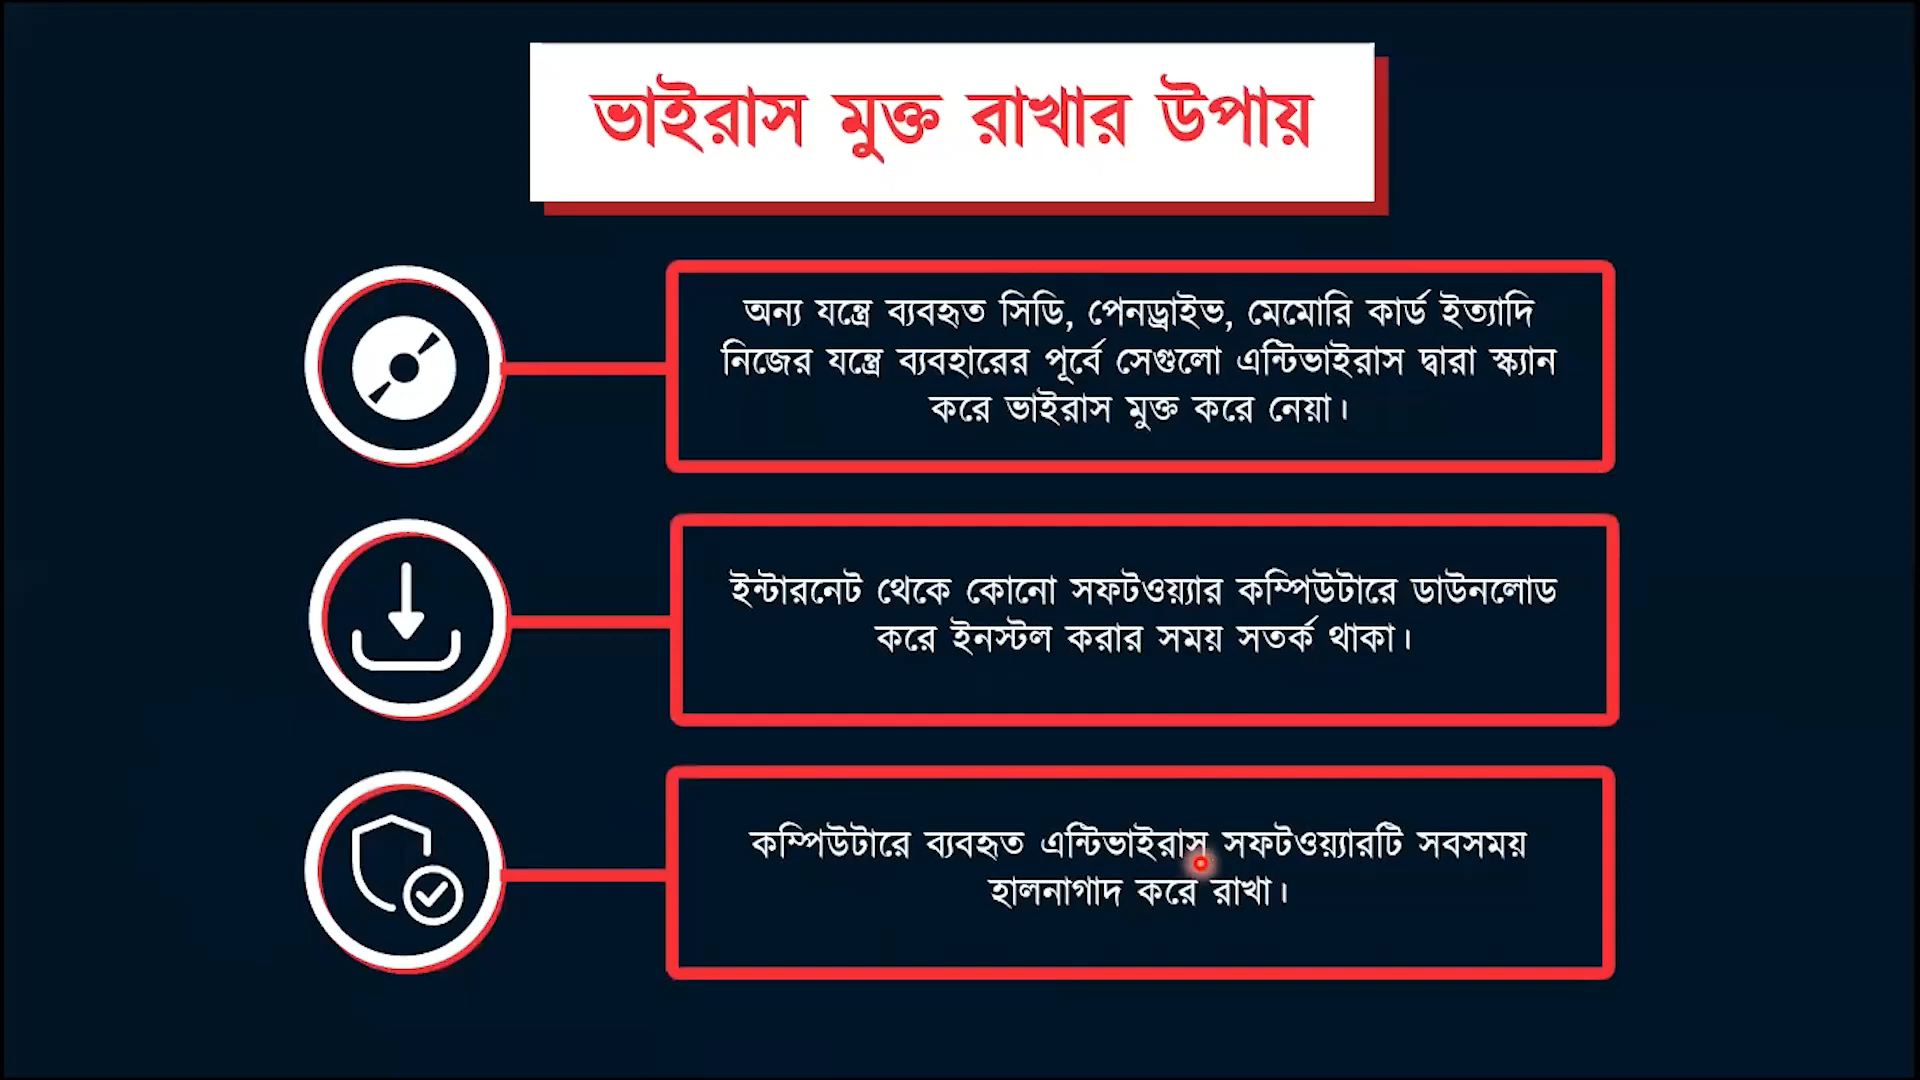 ভাইরাস মুক্ত রাখার উপায়
অন্য যন্ত্রে ব্যবহৃত সিডি, পেনড্রাইভ, মেমোরি কার্ড ইত্যাদি
নিজের যন্ত্রে ব্যবহারের পূর্বে সেগুলো এন্টিভাইরাস দ্বারা স্ক্যান
করে ভাইরাস মুক্ত করে নেয়া।
ইন্টারনেট থেকে কোনো সফটওয়্যার কম্পিউটারে ডাউনলোড
করে ইনস্টল করার সময় সতর্ক থাকা।
কম্পিউটারে ব্যবহৃত এন্টিভাইরাস সফটওয়্যারটি সবসময়
হালনাগাদ করে রাখা।